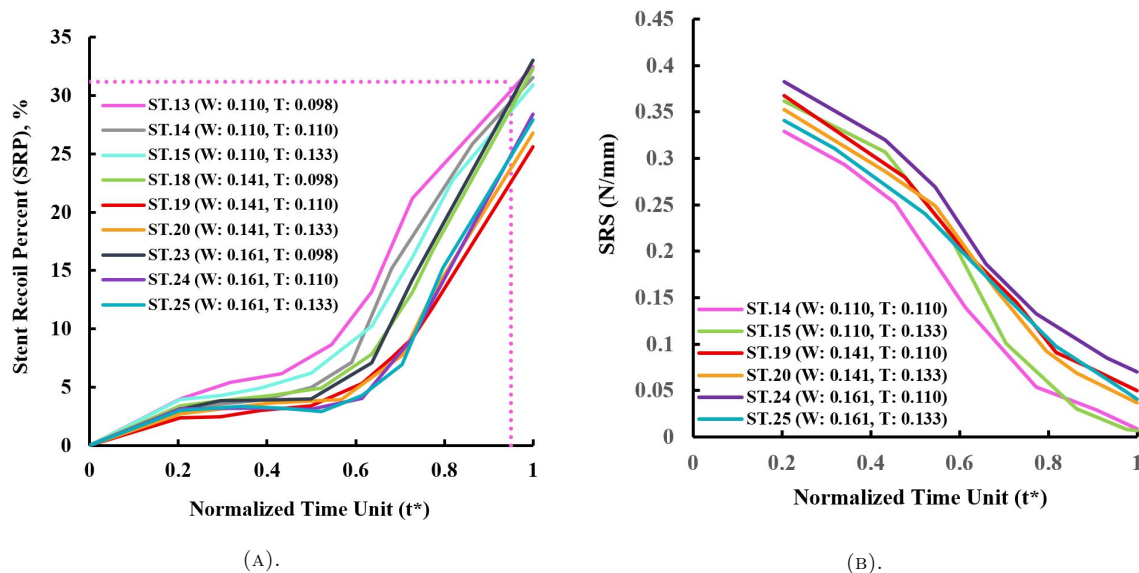 35
30
25
20
15
10
5
0
Stent Recoil Percent (SRP), %
ST.13 (W: 0.110, T: 0.098)
ST.14 (W: 0.110, T: 0.110)
ST.15 (W: 0.110, T: 0.133)
ST.18 (W: 0.141, T: 0.098)
ST.19 (W: 0.141, T: 0.110)
ST.20 (W: 0.141, T: 0.133)
ST.23 (W: 0.161, T: 0.098)
ST.24 (W: 0.161, T: 0.110)
ST.25 (W: 0.161, T: 0.133)
0 0.2 0.4 0.6 0.8 1
Normalized Time Unit (t*)
(A).
0.45
0.4
0.35
0.3
0.25
0.2
0.15
0.1
0.05
0
SRS (N/mm)
ST.14 (W: 0.110, T: 0.110)
ST.15 (W: 0.110, T: 0.133)
ST.19 (W: 0.141, T: 0.110)
ST.20 (W: 0.141, T: 0.133)
ST.24 (W: 0.161, T: 0.110)
ST.25 (W: 0.161, T: 0.133)
0 0.2 0.4 0.6 0.8 1
Normalized Time Unit (t*)
(B).